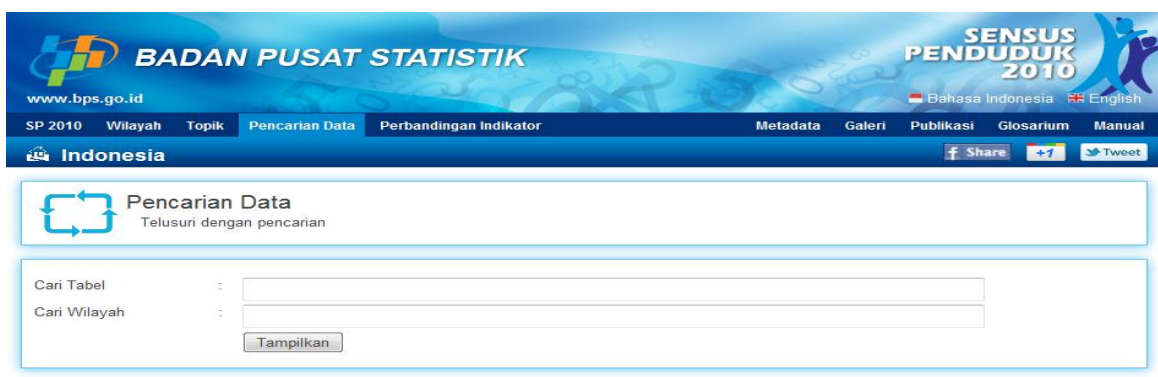 BADAN PUSAT STATISTIK
SENSUS
PENDUDUK
2010
www.bps.go.id
Bahasa Indonesia English
SP 2010 Wilayah Topik Pencarian Data Perbandingan Indikator Metadata Galeri Publikasi Glosarium Manual
Indonesia
f Share +1 Tweet
Pencarian Data
Telusuri dengan pencarian
Cari Tabel :
Cari Wilayah :
Tampilkan